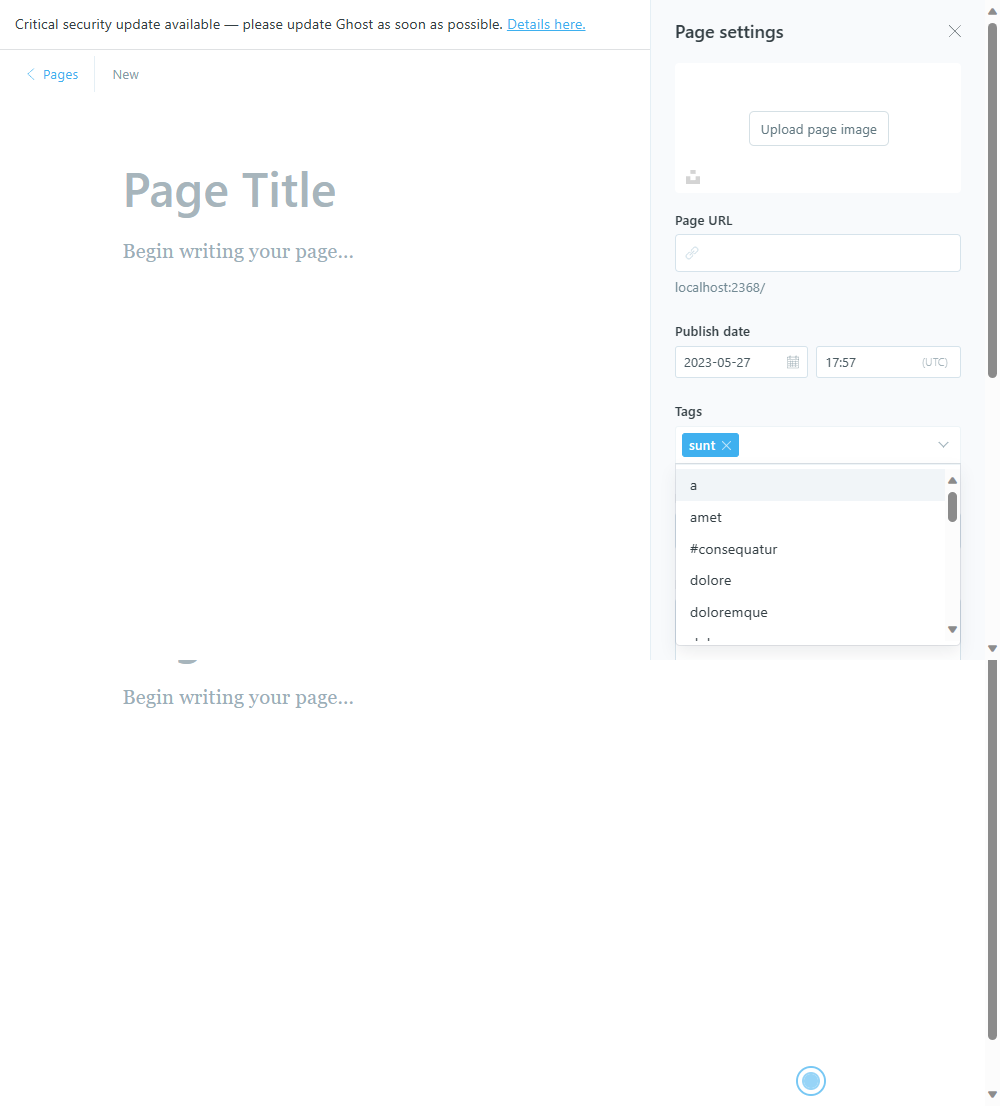 Critical security update available — please update Ghost as soon as possible. Details here.
Pages
New
Page Title
Begin writing your page...
Page settings
Upload page image
Page URL
localhost:2368/
Publish date
2023-05-27
17:57 (UTC)
Tags
sunt
a
amet
#consequatur
dolore
doloremque
Begin writing your page...